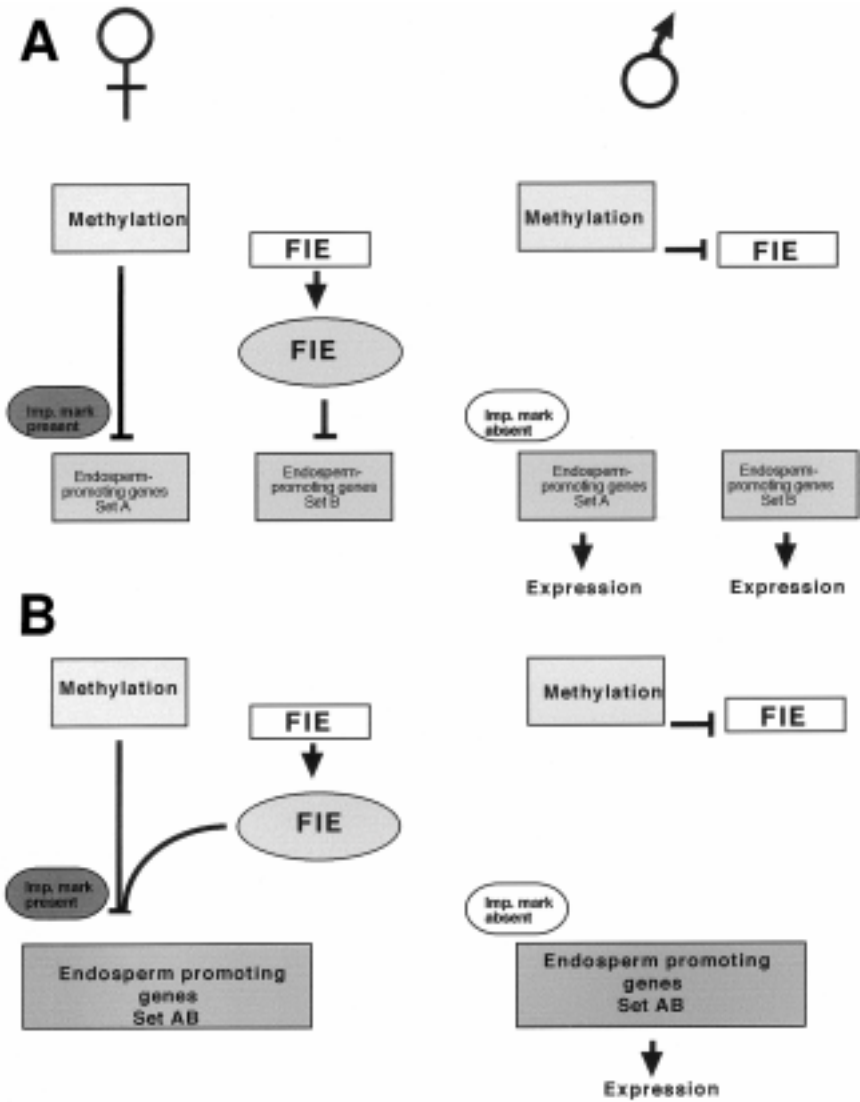 A
Methylation
FIE
FIE
Imp. mark
present
Endosperm-
promoting genes
Set A
Endosperm-
promoting genes
Set B
Methylation
FIE
Imp. mark
absent
Endosperm-
promoting genes
Set A
Endosperm-
promoting genes
Set B
Expression
Expression
B
Methylation
FIE
FIE
Imp. mark
present
Endosperm promoting
genes
Set AB
Methylation
FIE
Imp. mark
absent
Endosperm promoting
genes
Set AB
Expression